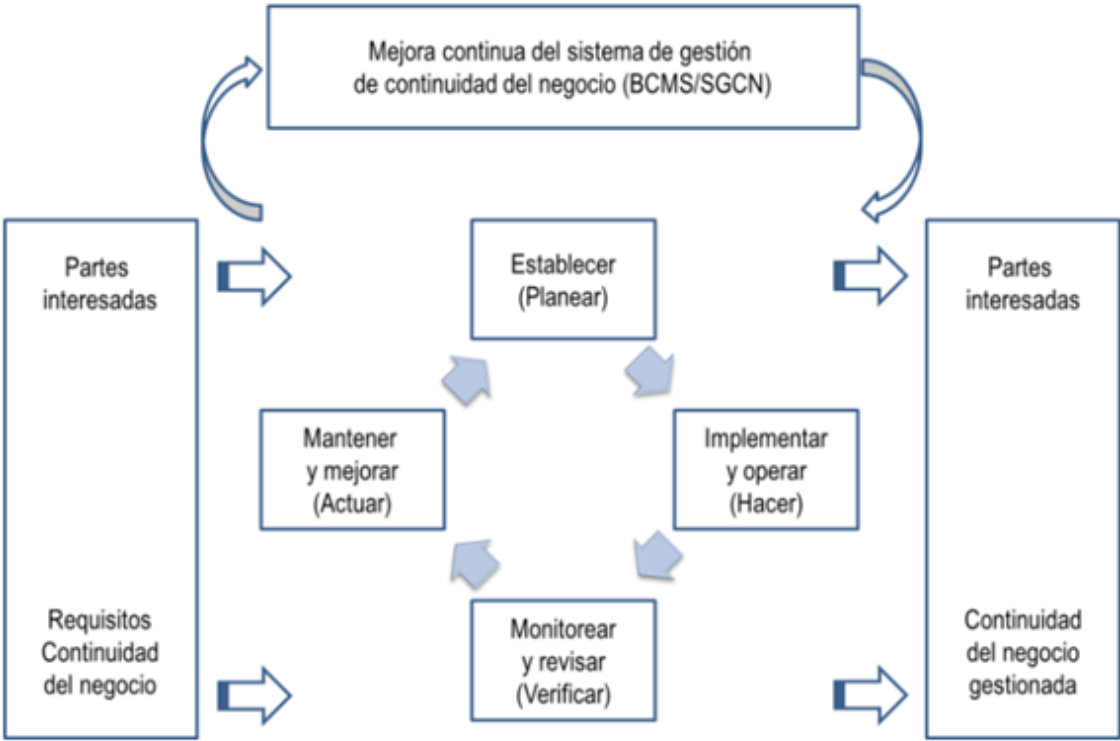 Mejora continua del sistema de gestión
de continuidad del negocio (BCMS/SGCN)
Partes
interesadas
Establecer
(Planear)
Partes
interesadas
Mantener
y mejorar
(Actuar)
Implementar
y operar
(Hacer)
Requisitos
Continuidad
del negocio
Monitorear
y revisar
(Verificar)
Continuidad
del negocio
gestionada